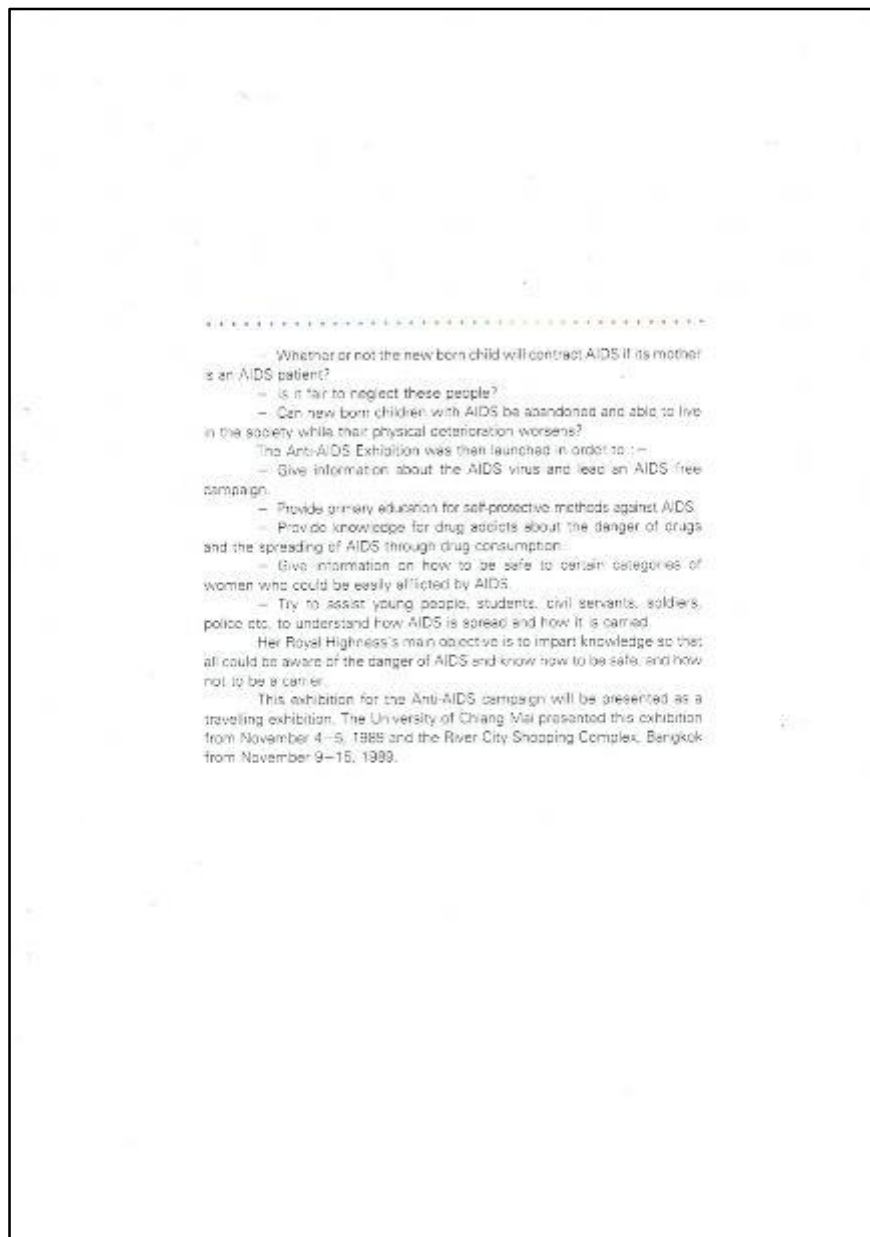 – Whether or not the new born child will contract AIDS if its mother
is an AIDS patient?
– Is it fair to neglect these people?
– Can new born children with AIDS be abandoned and able to live
in the society while their physical deterioration worsens?
The Anti-AIDS Exhibition was then launched in order to :–
– Give information about the AIDS virus and lead an AIDS free
campaign.
– Provide primary education for self-protective methods against AIDS.
– Provide knowledge for drug addicts about the danger of drugs
and the spreading of AIDS through drug consumption.
– Give information on how to be safe to certain categories of
women who could be easily afflicted by AIDS.
– Try to assist young people, students, civil servants, soldiers,
police etc. to understand how AIDS is spread and how it is carried.
Her Royal Highness's main objective is to impart knowledge so that
all could be aware of the danger of AIDS and know how to be safe, and how
not to be a carrier.
This exhibition for the Anti-AIDS campaign will be presented as a
travelling exhibition. The University of Chiang Mai presented this exhibition
from November 4–5, 1989 and the River City Shopping Complex, Bangkok
from November 9–15, 1989.